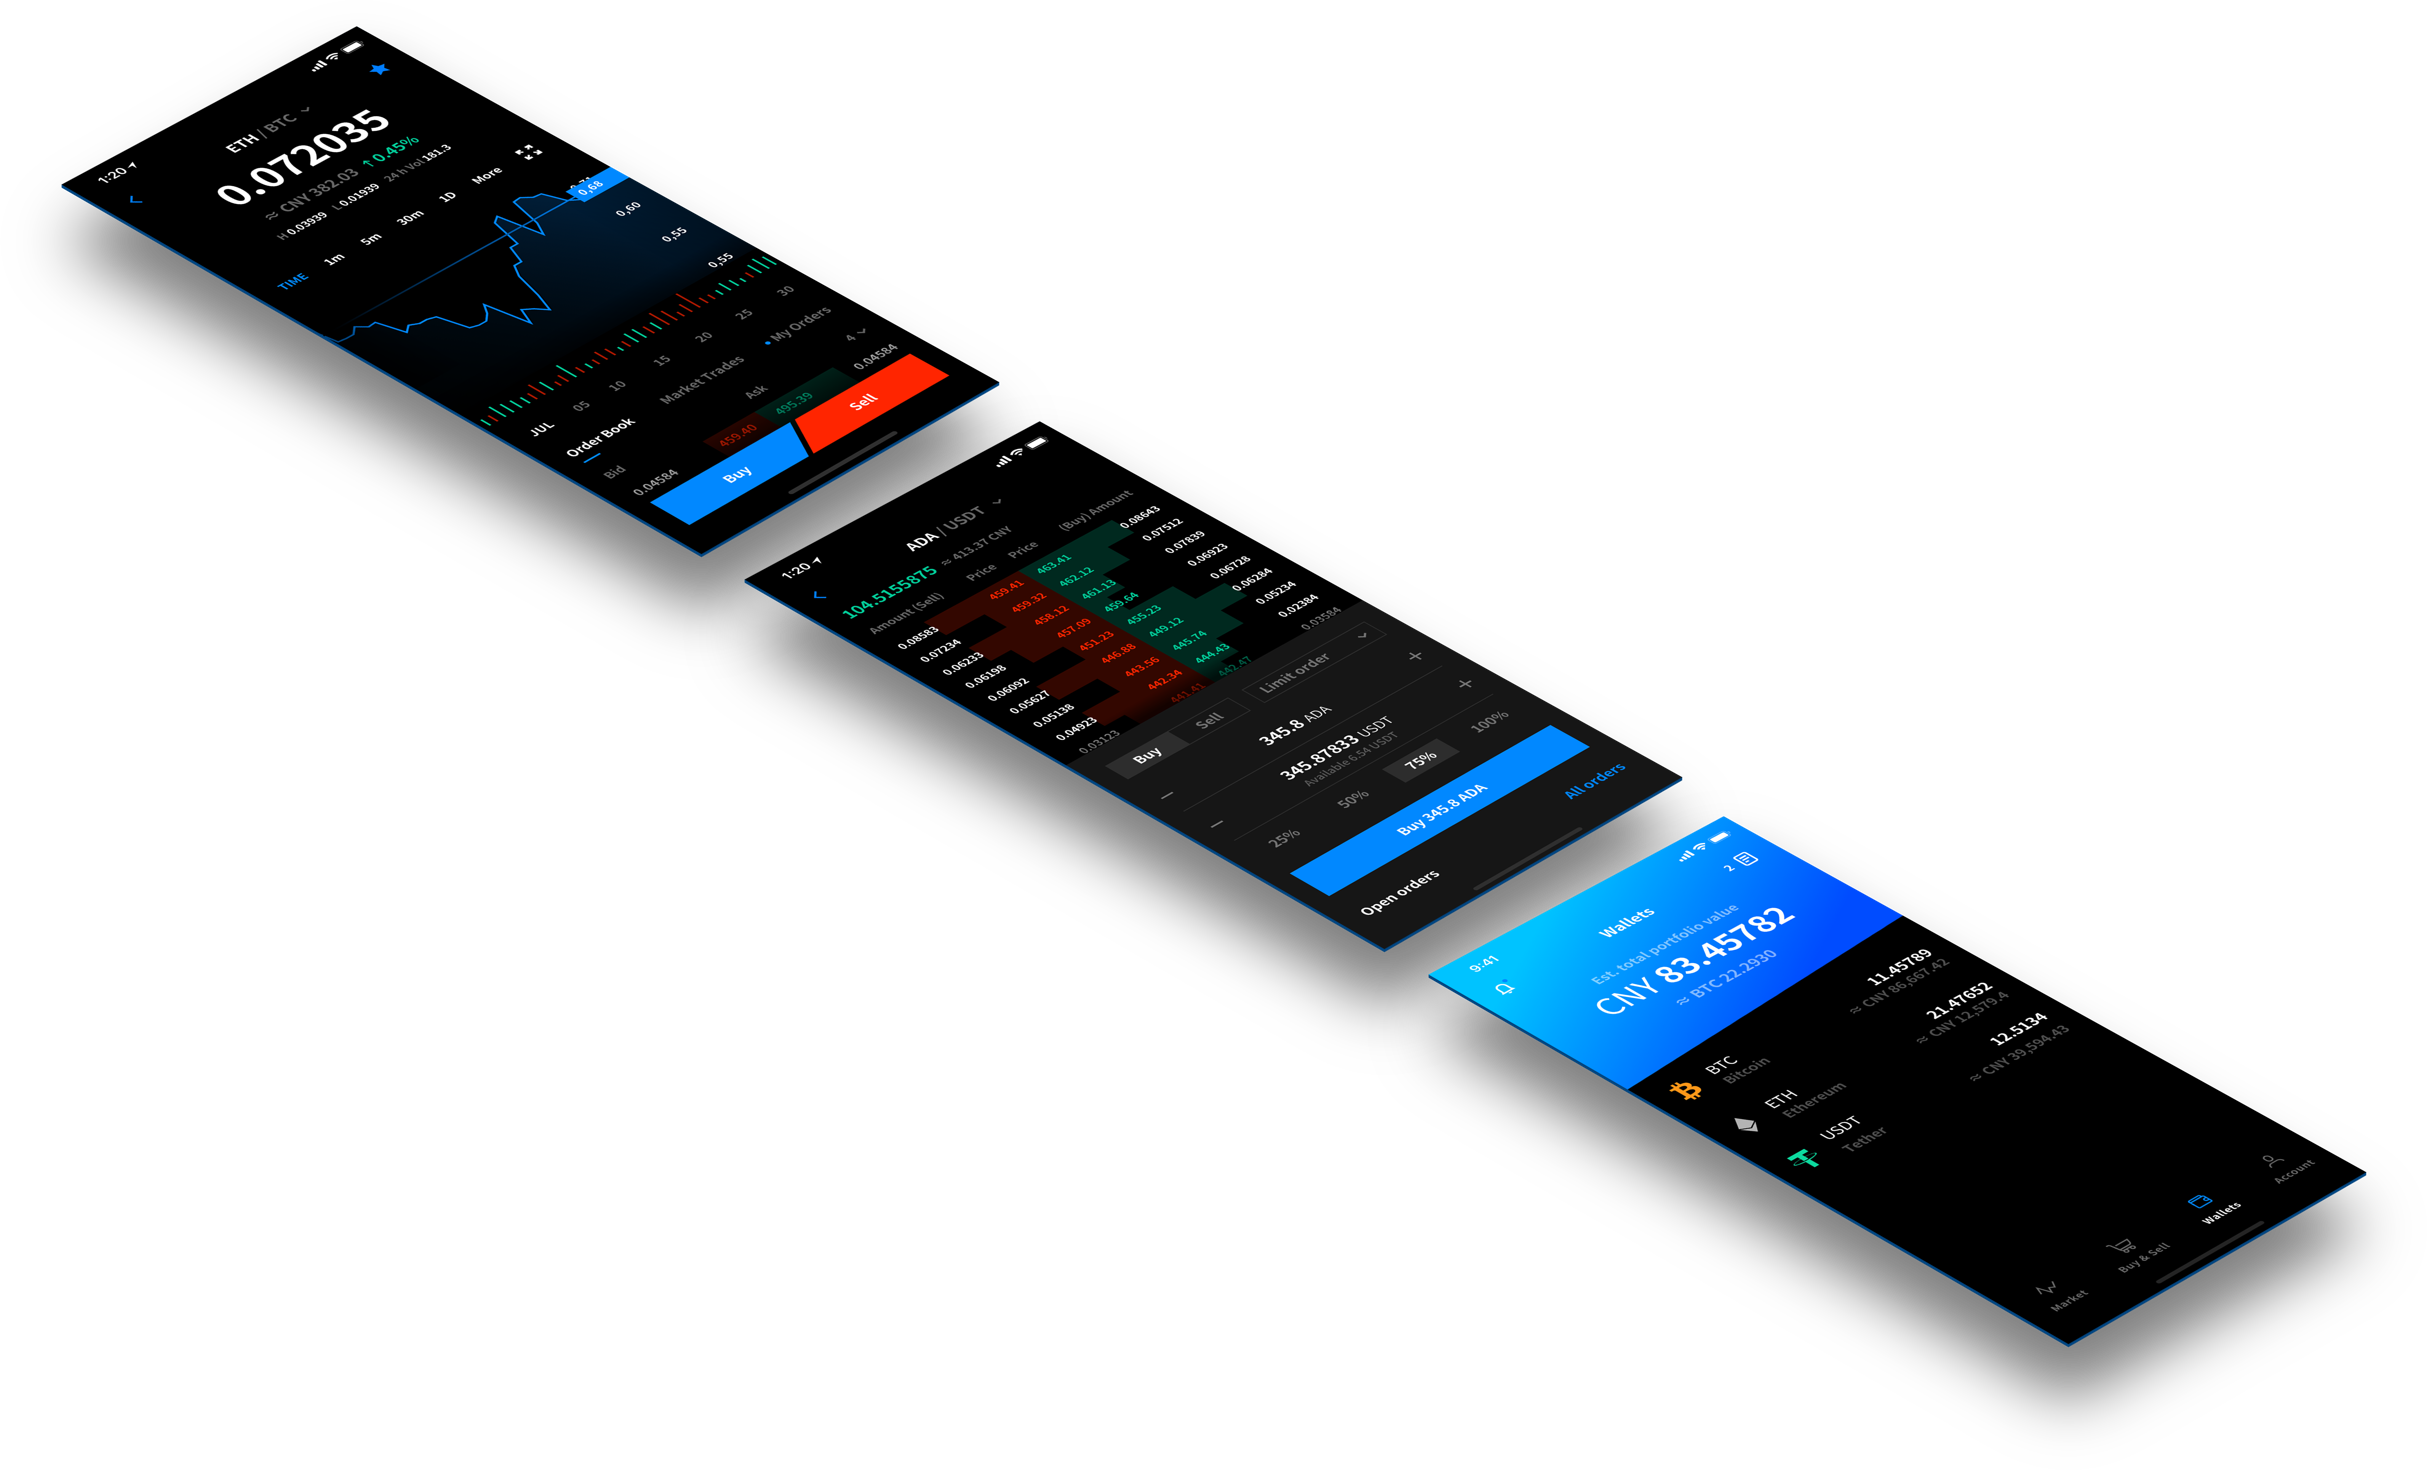 1:20
ETH / BTC
0.072035
≈ CNY 382.03 ↑ 0.45%
H 0.03939 L 0.01939 24 h Vol 181.3
TIME 1m 5m 30m 1D More
0,68
0,60
0,55
0,55
JUL 05 10 15 20 25 30
Order Book Market Trades My Orders
Bid Ask 4
0.04584 459.40 495.39 0.04584
Buy Sell
1:20
ADA / USDT
104.5155875 ≈ 413.37 CNY
Amount (Sell) Price Price (Buy) Amount
0.08583 459.41 463.41 0.08643
0.07234 459.32 462.12 0.07512
0.06233 458.12 461.13 0.07839
0.06198 457.09 459.64 0.06923
0.06092 451.23 455.23 0.06728
0.05627 446.88 449.12 0.06284
0.05138 443.56 445.74 0.05234
0.04923 442.34 444.43 0.02384
0.03123 441.41 442.47 0.03584
Buy Sell Limit order
345.8 ADA
345.87833 USDT
Available 6.54 USDT
25% 50% 75% 100%
Buy 345.8 ADA
Open orders All orders
9:41
2
Wallets
Est. total portfolio value
CNY 83.45782
≈ BTC 22.2930
BTC 11.45789
Bitcoin ≈ CNY 86,667.42
ETH 21.47652
Ethereum ≈ CNY 12,579.4
USDT 12.5134
Tether ≈ CNY 39,594.43
Market Buy & Sell Wallets Account